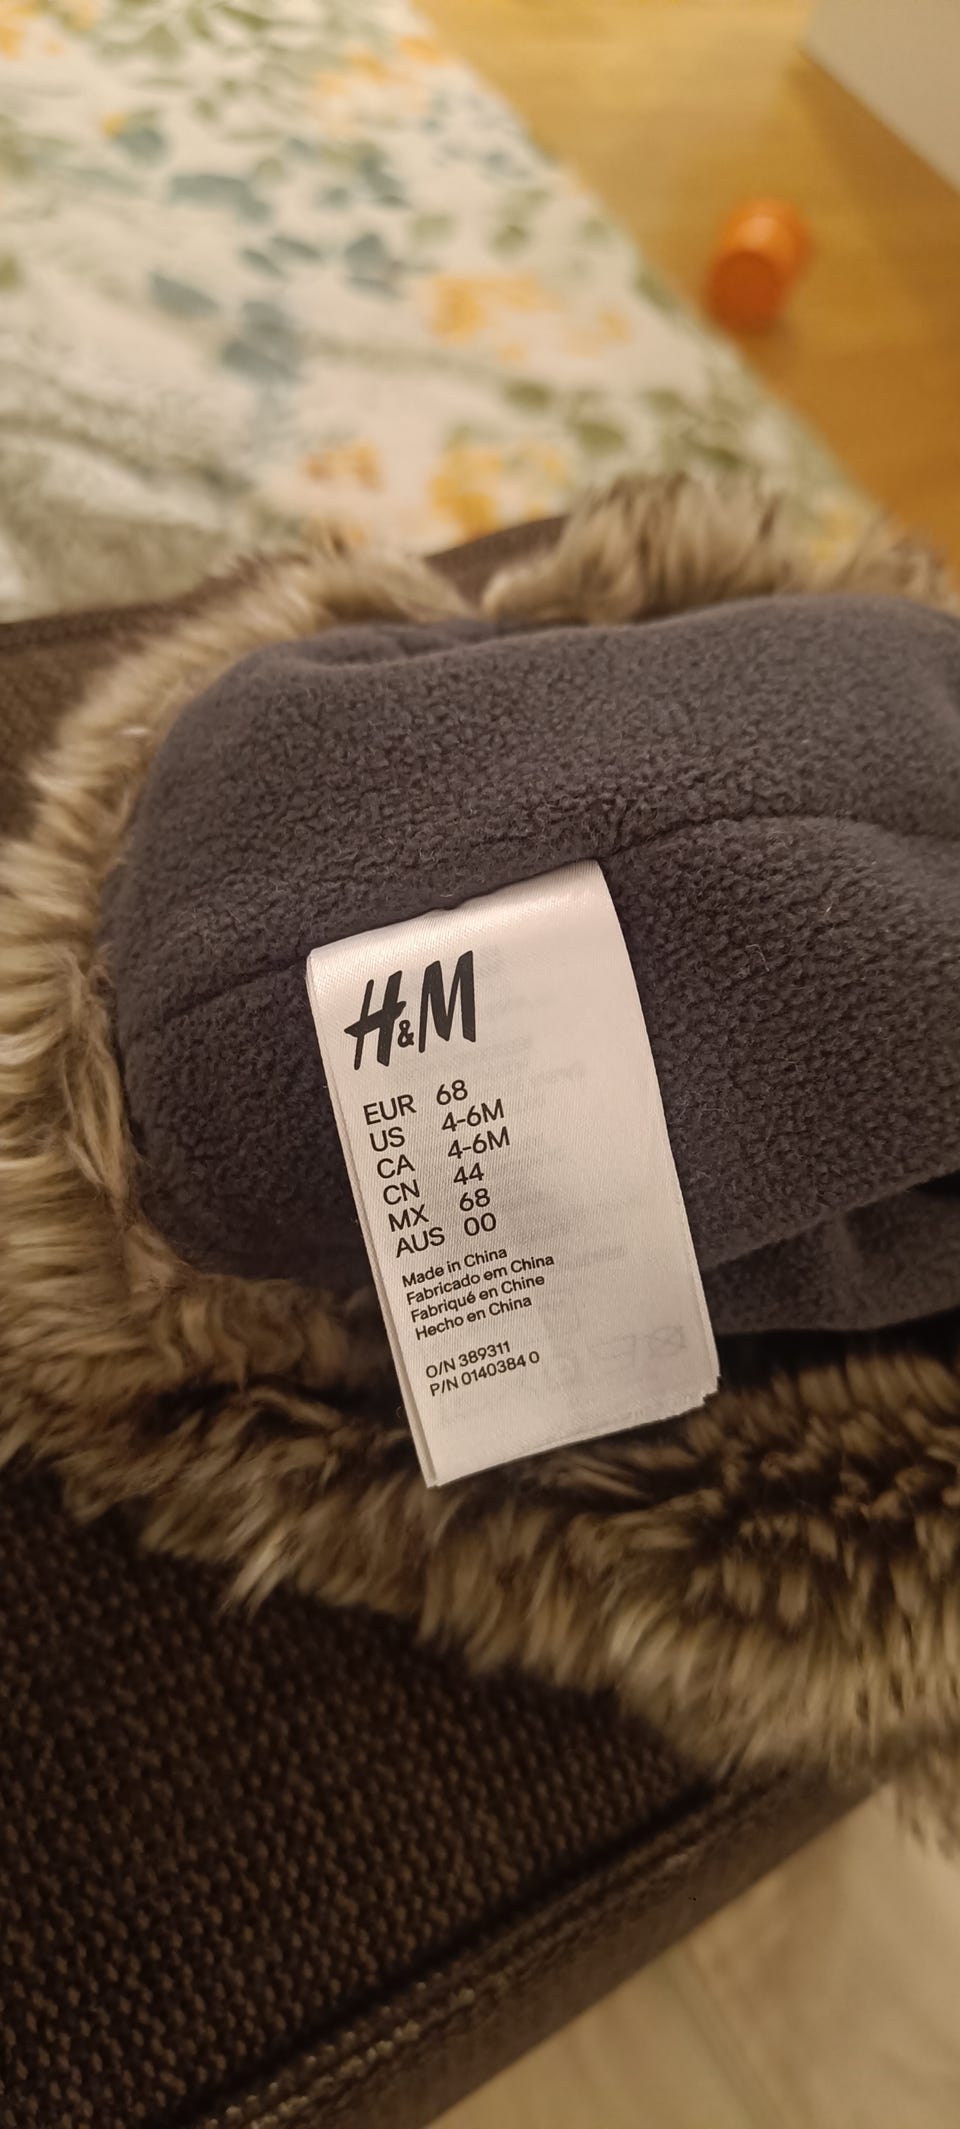 H&M
EUR 68
US 4-6M
CA 4-6M
CN 44
MX 68
AUS 00
Made in China
Fabricado em China
Fabriqué en Chine
Hecho en China
O/N 389311
P/N 0140384 0